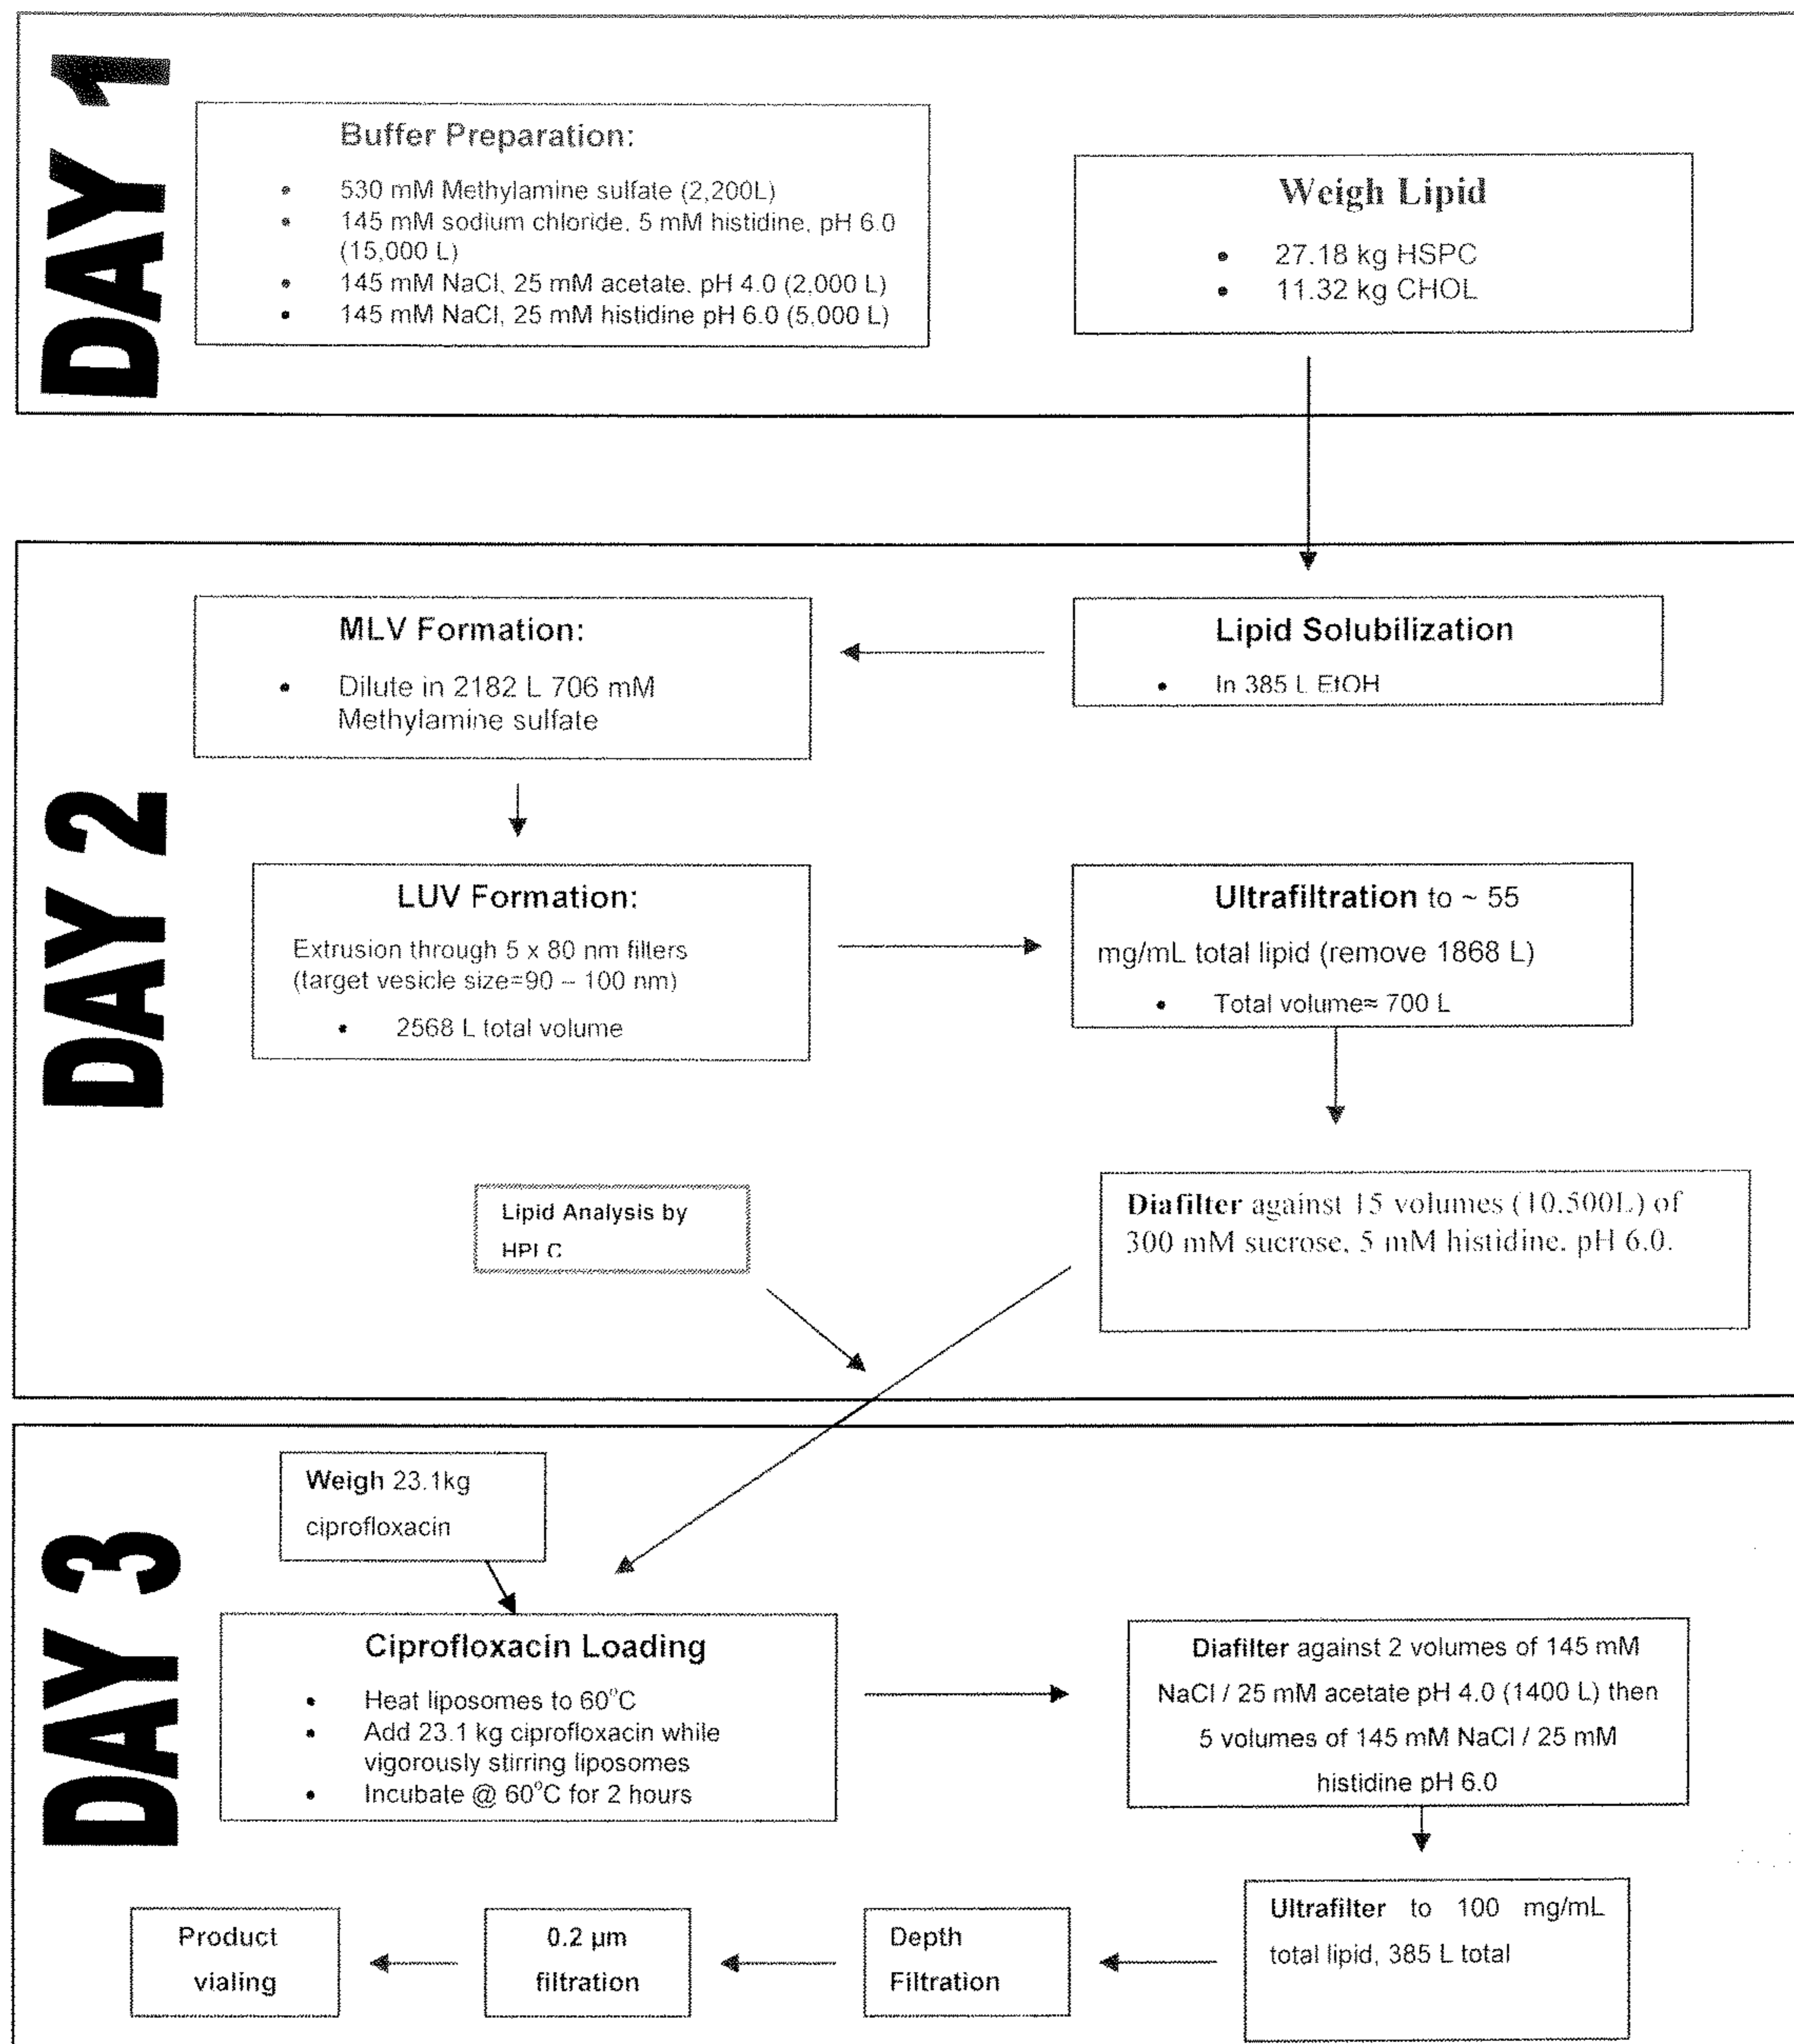 DAY 1
Buffer Preparation:
• 530 mM Methylamine sulfate (2,200L)
• 145 mM sodium chloride, 5 mM histidine, pH 6.0
(15,000 L)
• 145 mM NaCl, 25 mM acetate. pH 4.0 (2,000 L)
• 145 mM NaCl, 25 mM histidine pH 6.0 (5,000 L)
Weigh Lipid
• 27.18 kg HSPC
• 11.32 kg CHOL
DAY 2
Lipid Solubilization
• In 385 L EtOH
MLV Formation:
• Dilute in 2182 L 706 mM
Methylamine sulfate
LUV Formation:
Extrusion through 5 x 80 nm filters
(target vesicle size=90 – 100 nm)
• 2568 L total volume
Ultrafiltration to ~ 55
mg/mL total lipid (remove 1868 L)
• Total volume≈ 700 L
Diafilter against 15 volumes (10,500L) of
300 mM sucrose, 5 mM histidine. pH 6.0.
Lipid Analysis by
HPLC
DAY 3
Weigh 23.1kg
ciprofloxacin
Ciprofloxacin Loading
• Heat liposomes to 60°C
• Add 23.1 kg ciprofloxacin while
vigorously stirring liposomes
• Incubate @ 60°C for 2 hours
Diafilter against 2 volumes of 145 mM
NaCl / 25 mM acetate pH 4.0 (1400 L) then
5 volumes of 145 mM NaCl / 25 mM
histidine pH 6.0
Ultrafilter to 100 mg/mL
total lipid, 385 L total
Depth
Filtration
0.2 µm
filtration
Product
vialing